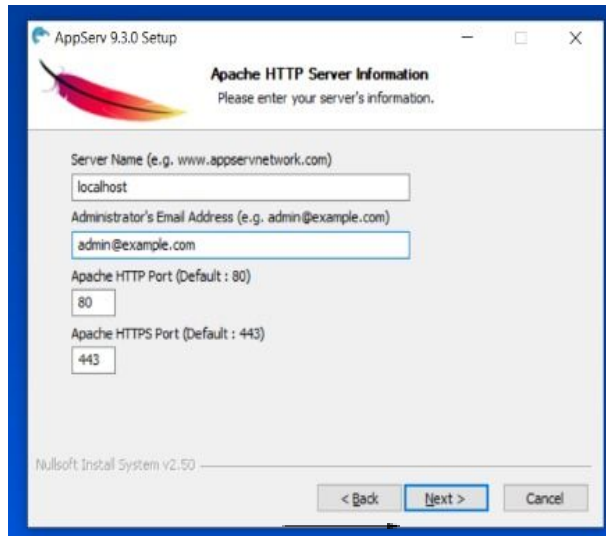 AppServ 9.3.0 Setup
Apache HTTP Server Information
Please enter your server's information.
Server Name (e.g. www.appservnetwork.com)
localhost
Administrator's Email Address (e.g. admin@example.com)
admin@example.com
Apache HTTP Port (Default : 80)
80
Apache HTTPS Port (Default : 443)
443
Nullsoft Install System v2.50
< Back Next > Cancel